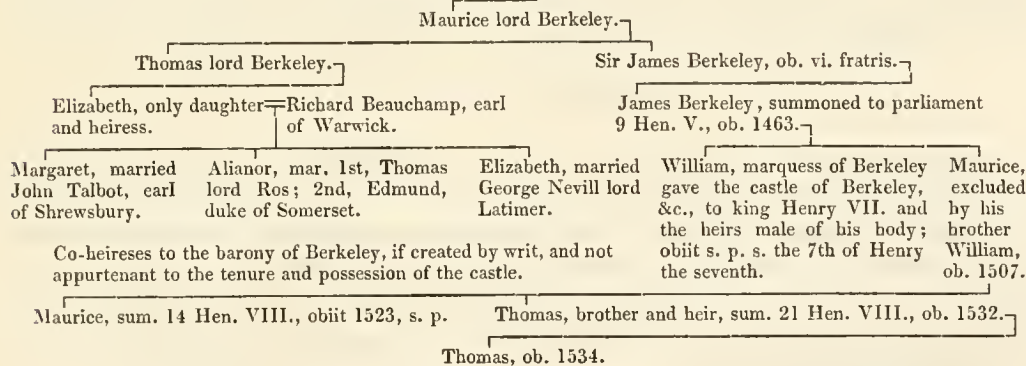 Maurice lord Berkeley.
Thomas lord Berkeley.
Sir James Berkeley, ob. vi. fratris.
Elizabeth, only daughter
and heiress.
Richard Beauchamp, earl
of Warwick.
James Berkeley, summoned to parliament
9 Hen. V., ob. 1463.
Margaret, married
John Talbot, earl
of Shrewsbury.
Alianor, mar. 1st, Thomas
lord Ros; 2nd, Edmund,
duke of Somerset.
Elizabeth, married
George Nevill lord
Latimer.
William, marquess of Berkeley
gave the castle of Berkeley,
&c., to king Henry VII. and
the heirs male of his body;
obiit s. p. s. the 7th of Henry
the seventh.
Maurice,
excluded
by his
brother
William,
ob. 1507.
Co-heireses to the barony of Berkeley, if created by writ, and not
appurtenant to the tenure and possession of the castle.
Maurice, sum. 14 Hen. VIII., obiit 1523, s. p.
Thomas, brother and heir, sum. 21 Hen. VIII., ob. 1532.
Thomas, ob. 1534.